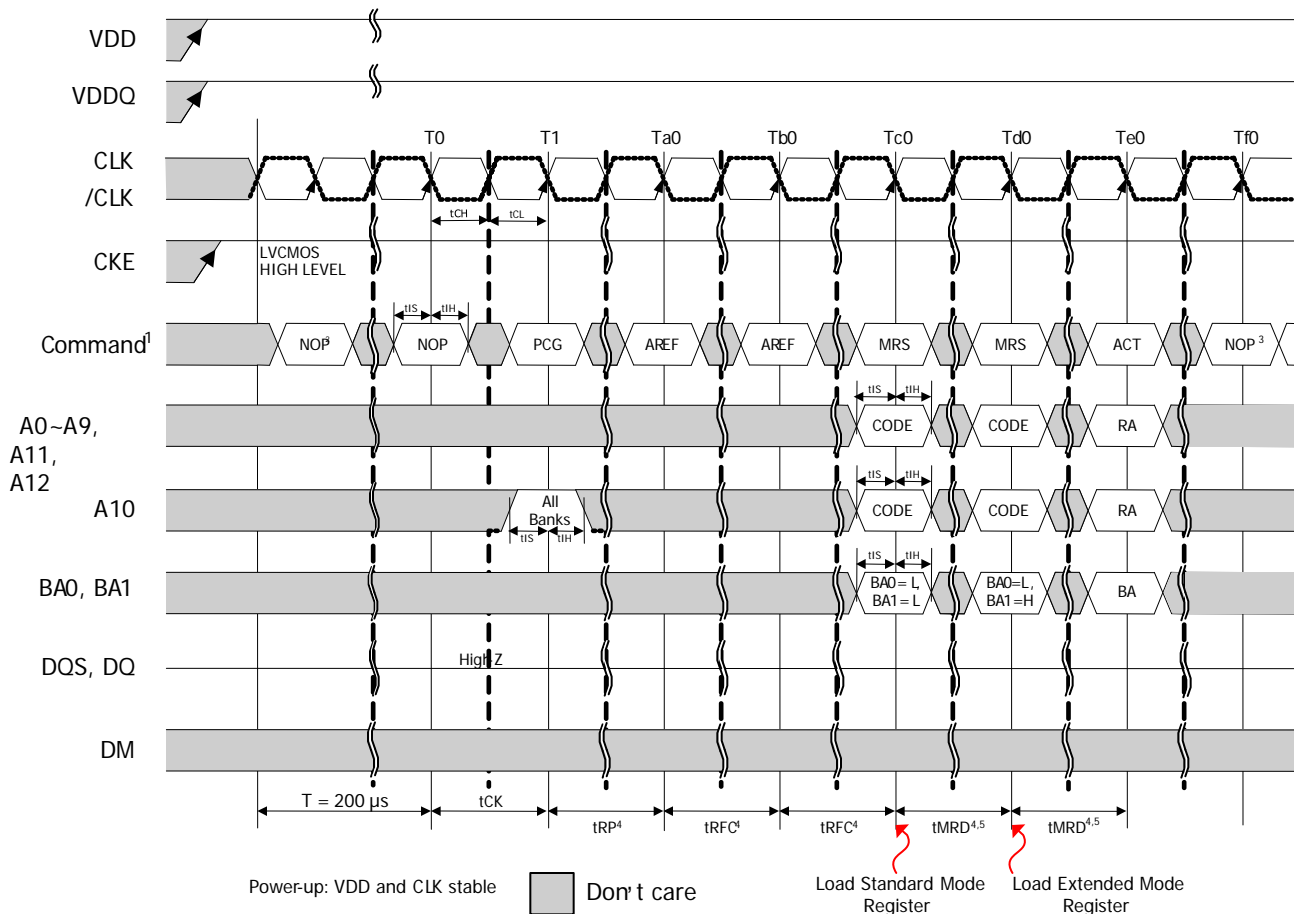 VDD
VDDQ
T0 T1 Ta0 Tb0 Tc0 Td0 Te0 Tf0
CLK
/CLK
tCH tCL
CKE
LVCMOS
HIGH LEVEL
tIS tIH
Command1 NOP3 NOP PCG AREF AREF MRS MRS ACT NOP 3
tIS tIH
A0~A9,
A11,
A12
CODE CODE RA
tIS tIH
A10
All
Banks
tIS tIH
CODE CODE RA
tIS tIH
BA0, BA1
BA0= L,
BA1= L
BA0=L,
BA1=H
BA
DQS, DQ
High-Z
DM
T = 200 µs tCK tRP4 tRFC4 tRFC4 tMRD4,5 tMRD4,5
Power-up: VDD and CLK stable
Don't care
Load Standard Mode
Register
Load Extended Mode
Register